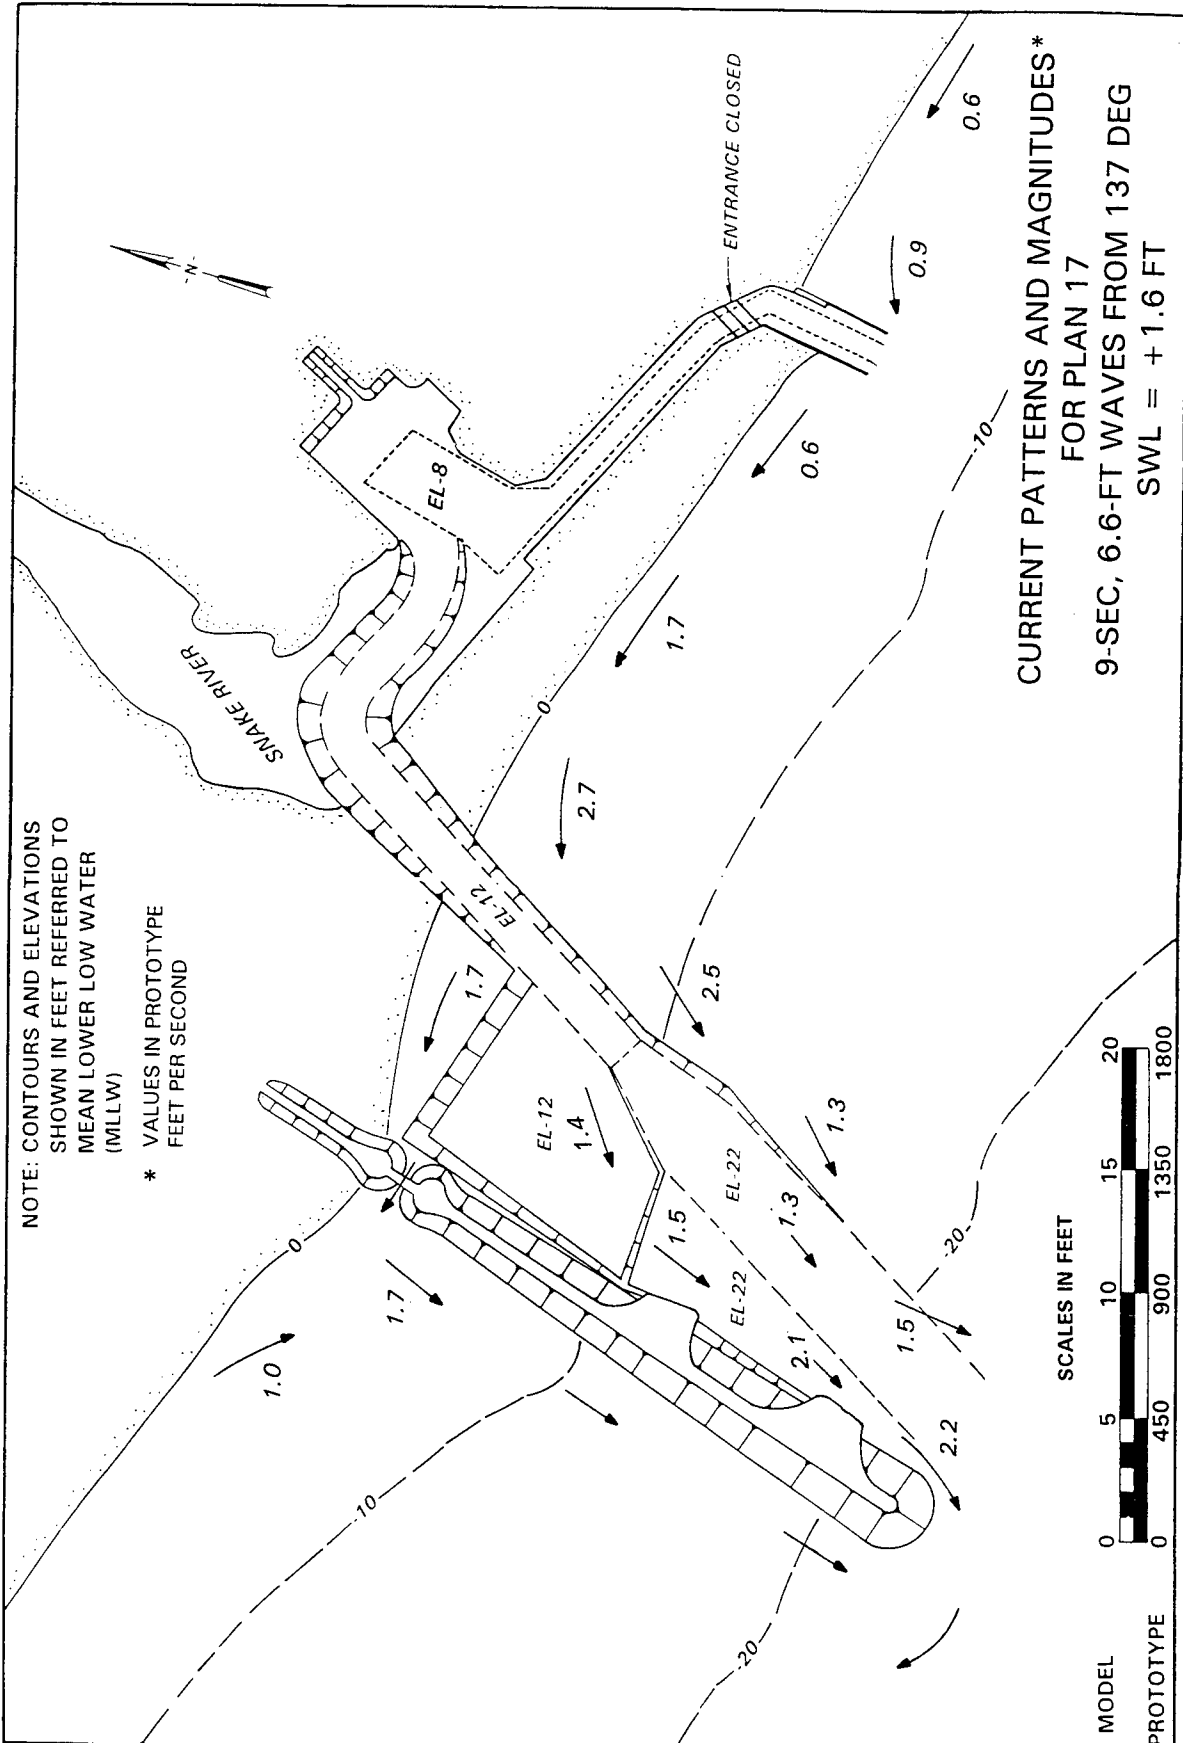 NOTE: CONTOURS AND ELEVATIONS
SHOWN IN FEET REFERRED TO
MEAN LOWER LOW WATER
(MLLW)
* VALUES IN PROTOTYPE
FEET PER SECOND
SNAKE RIVER
-N-
ENTRANCE CLOSED
EL-8
EL-12
EL-12
EL-22
EL-22
0
0
-10
-10
-20
-20
1.0
1.7
1.7
1.4
1.5
1.3
1.3
2.1
1.5
2.2
2.5
2.7
1.7
0.6
0.9
0.6
CURRENT PATTERNS AND MAGNITUDES*
FOR PLAN 17
9-SEC, 6.6-FT WAVES FROM 137 DEG
SWL = +1.6 FT
SCALES IN FEET
MODEL 0 5 10 15 20
PROTOTYPE 0 450 900 1350 1800